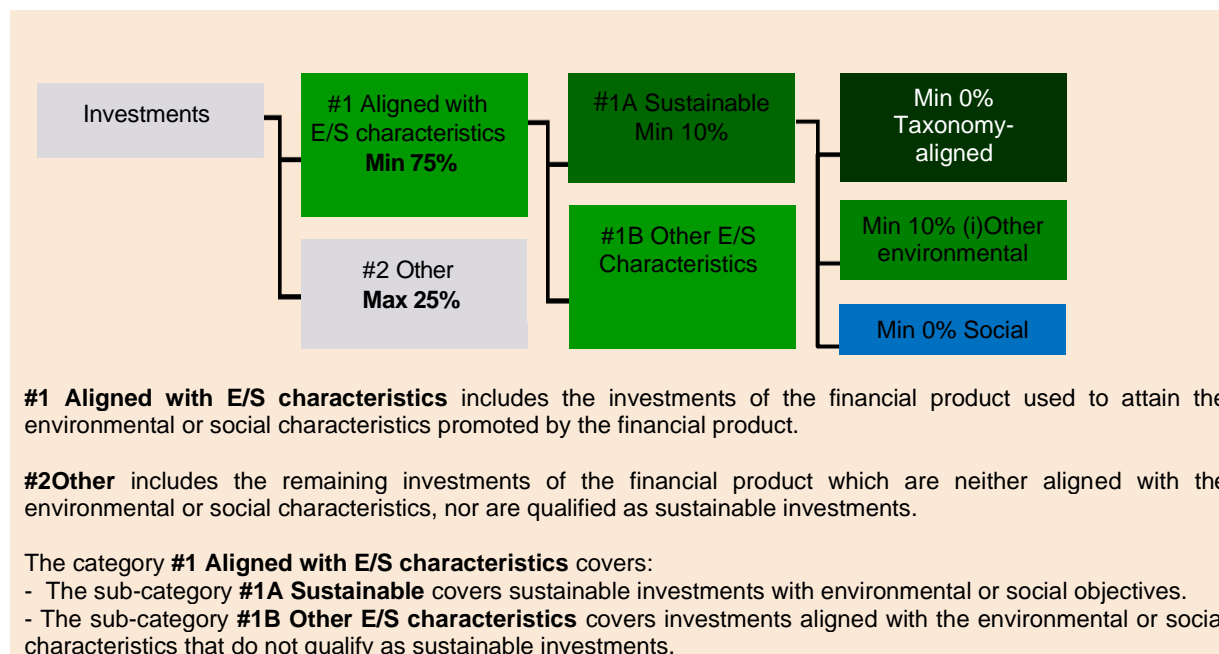 Investments
#1 Aligned with
E/S characteristics
Min 75%
#2 Other
Max 25%
#1A Sustainable
Min 10%
#1B Other E/S
Characteristics
Min 0%
Taxonomy-
aligned
Min 10% (i)Other
environmental
Min 0% Social
#1 Aligned with E/S characteristics includes the investments of the financial product used to attain the
environmental or social characteristics promoted by the financial product.
#2Other includes the remaining investments of the financial product which are neither aligned with the
environmental or social characteristics, nor are qualified as sustainable investments.
The category #1 Aligned with E/S characteristics covers:
- The sub-category #1A Sustainable covers sustainable investments with environmental or social objectives.
- The sub-category #1B Other E/S characteristics covers investments aligned with the environmental or social
characteristics that do not qualify as sustainable investments.